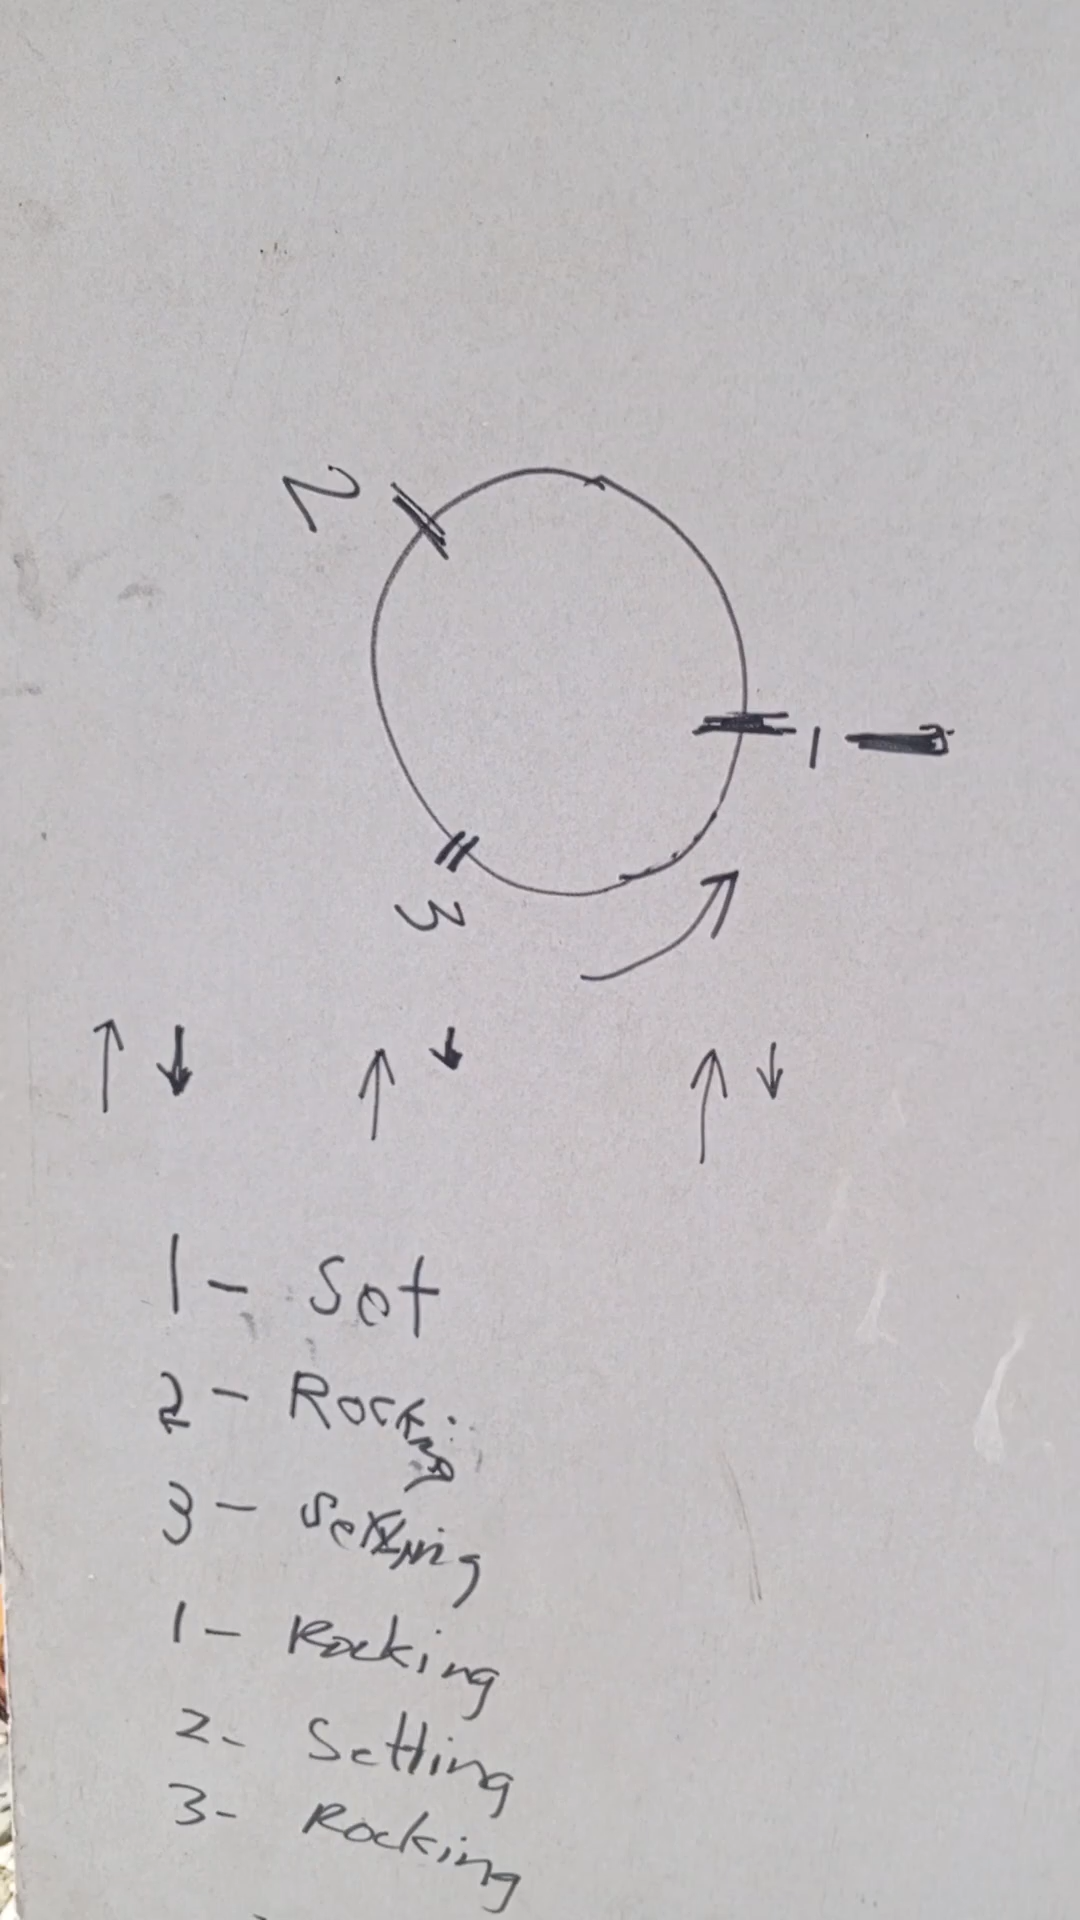 2
1
3
1 - Set
2 - Rocking
3 - Setting
1 - Rocking
2 - Setting
3 - Rocking